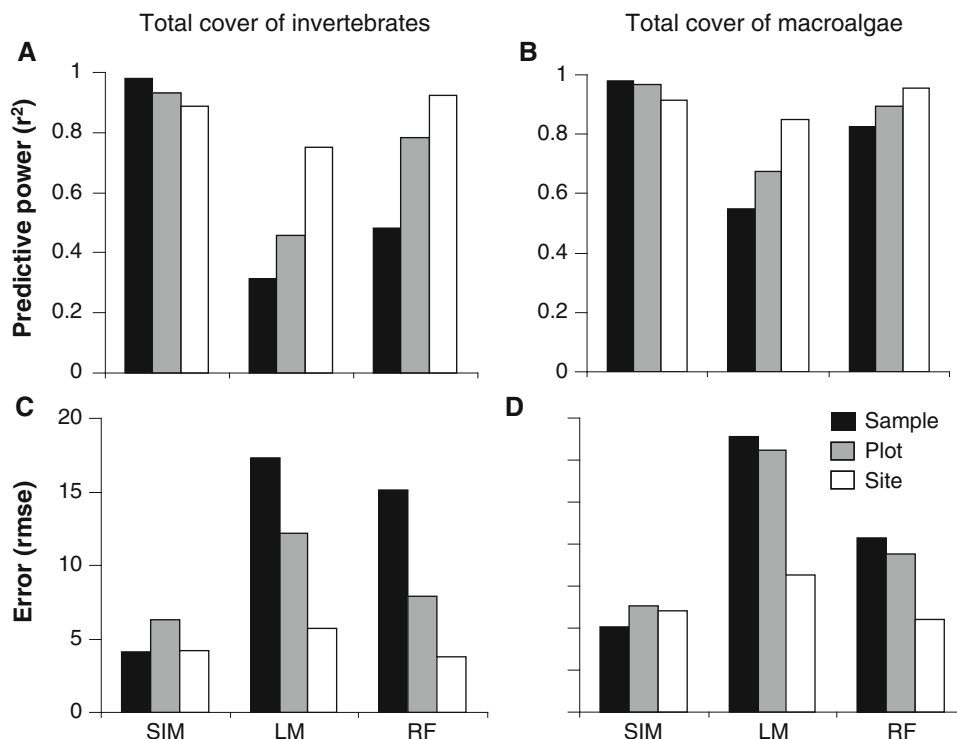 Total cover of invertebrates
Total cover of macroalgae
A
B
Predictive power (r²)
1
0.8
0.6
0.4
0.2
0
1
0.8
0.6
0.4
0.2
0
C
D
Error (rmse)
20
15
10
5
0
Sample
Plot
Site
SIM LM RF
SIM LM RF